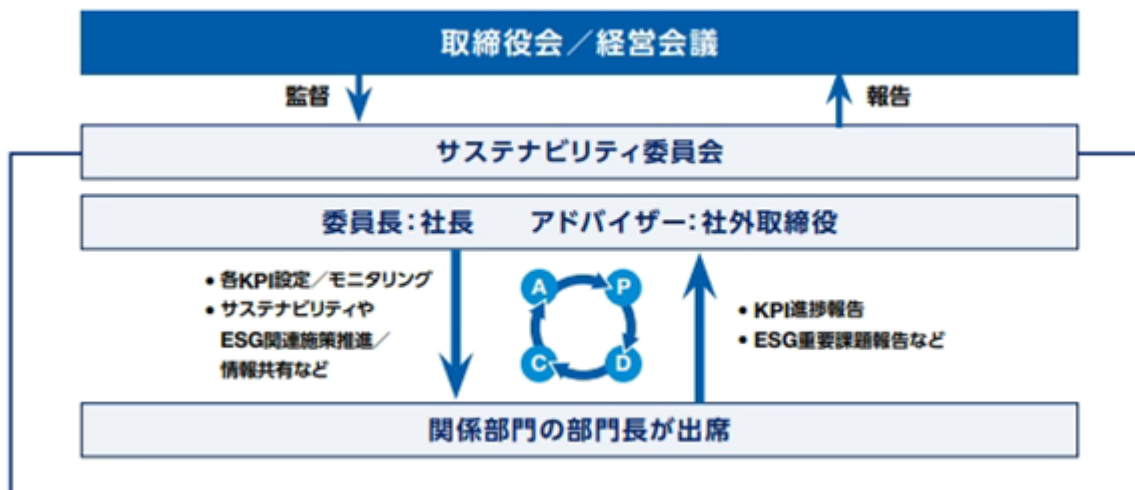 取締役会／経営会議
監督
報告
サステナビリティ委員会
委員長：社長　　アドバイザー：社外取締役
• 各KPI設定／モニタリング
• サステナビリティや
ESG関連施策推進／
情報共有など
A
P
C
D
• KPI進捗報告
• ESG重要課題報告など
関係部門の部門長が出席